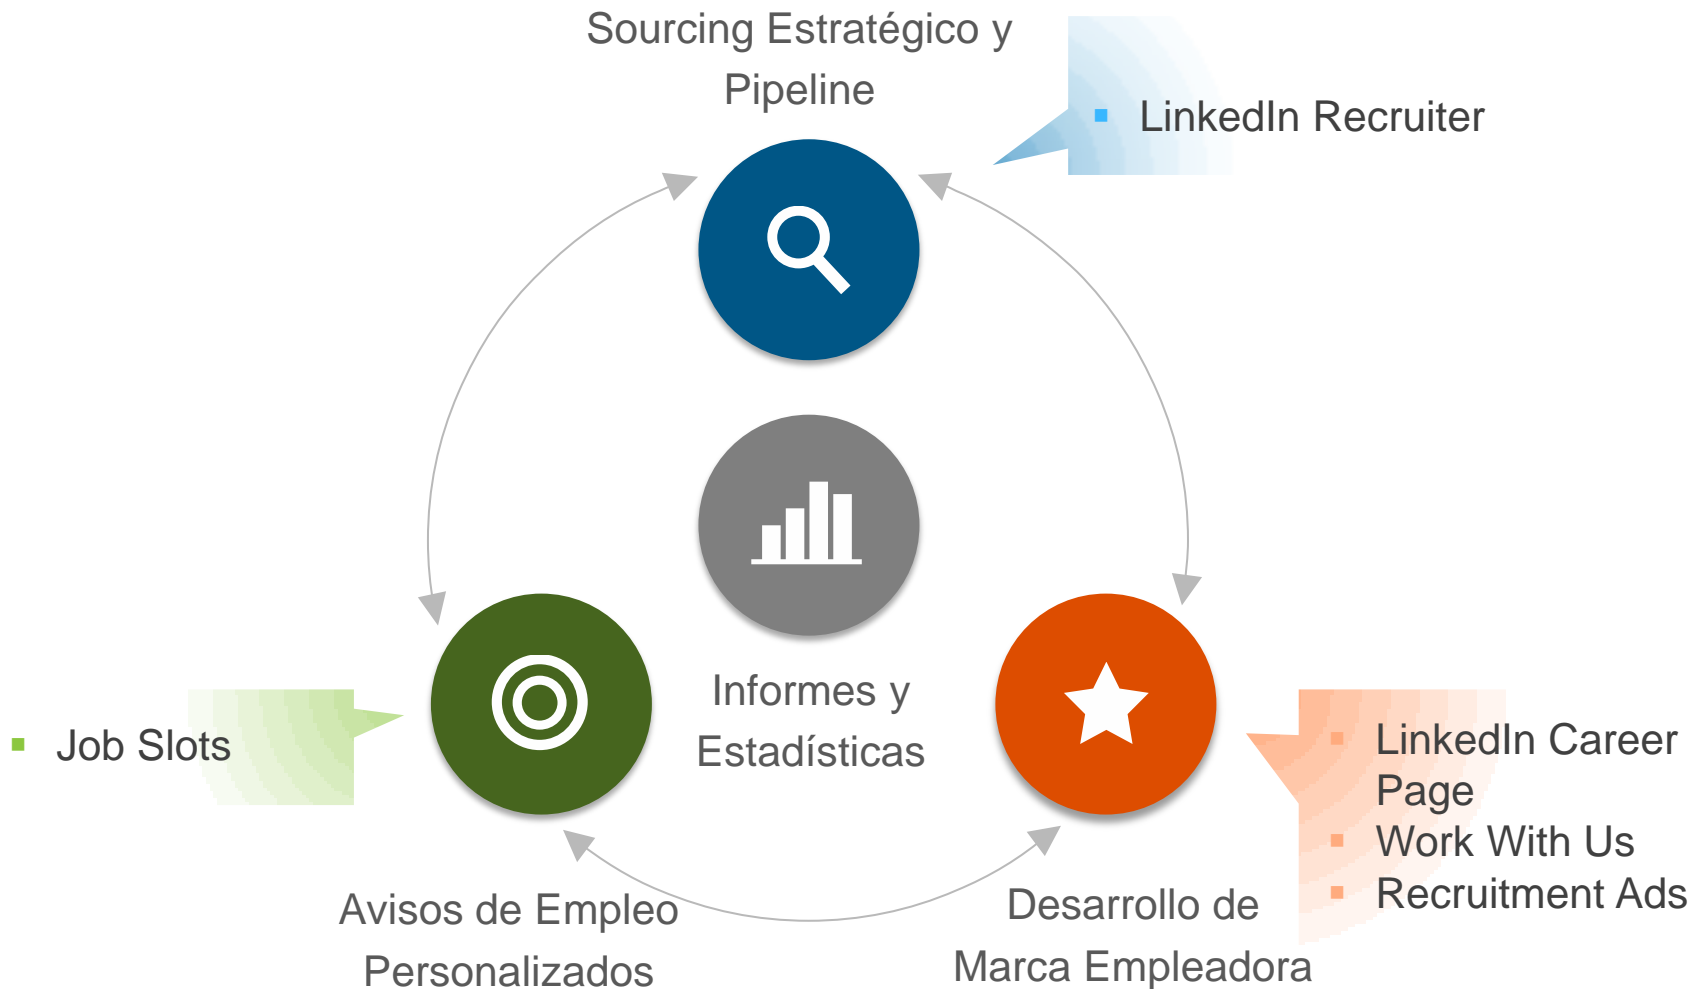 Sourcing Estratégico y
Pipeline
LinkedIn Recruiter
Informes y
Estadísticas
Job Slots
LinkedIn Career
Page
Work With Us
Recruitment Ads
Avisos de Empleo
Personalizados
Desarrollo de
Marca Empleadora